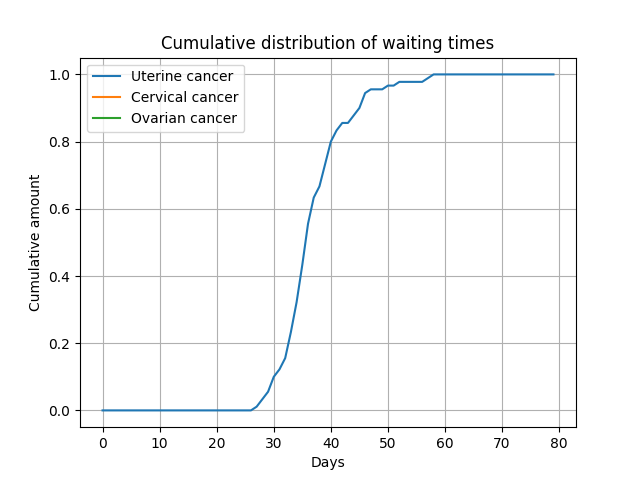 Cumulative distribution of waiting times
Uterine cancer
Cervical cancer
Ovarian cancer
Cumulative amount
1.0
0.8
0.6
0.4
0.2
0.0
0 10 20 30 40 50 60 70 80
Days